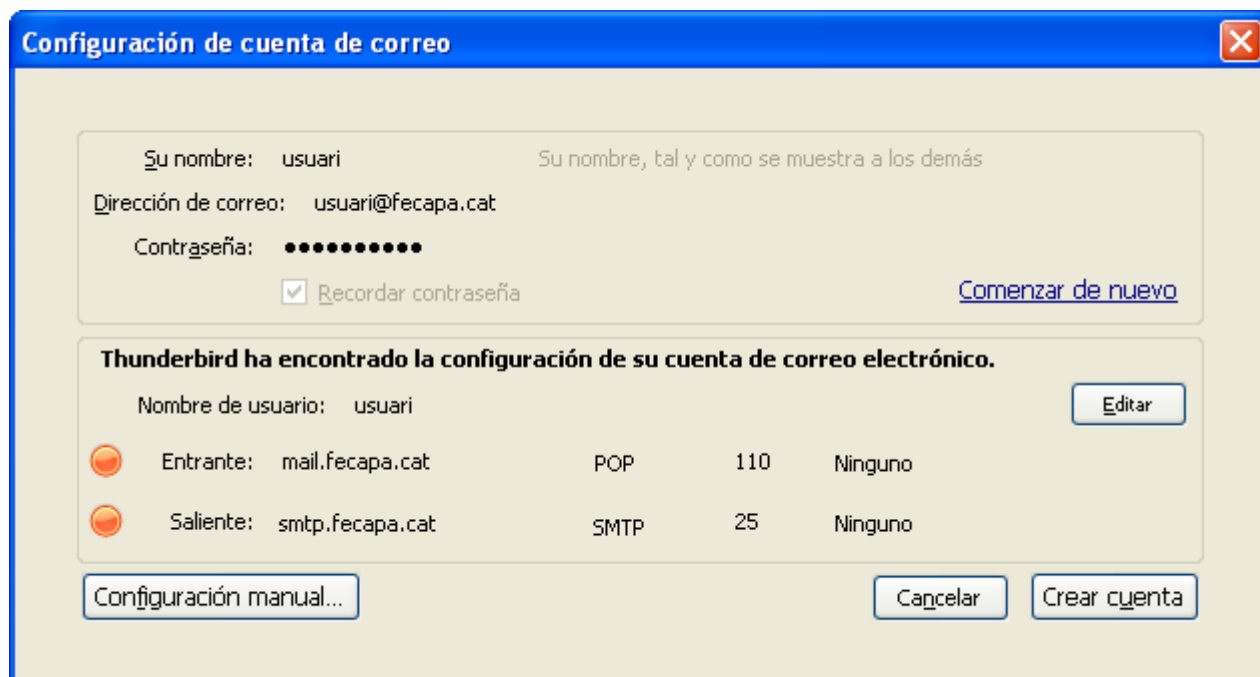 Configuración de cuenta de correo
Su nombre: usuari Su nombre, tal y como se muestra a los demás
Dirección de correo: usuari@fecapa.cat
Contraseña: ••••••••••
Recordar contraseña Comenzar de nuevo
Thunderbird ha encontrado la configuración de su cuenta de correo electrónico.
Nombre de usuario: usuari Editar
Entrante: mail.fecapa.cat POP 110 Ninguno
Saliente: smtp.fecapa.cat SMTP 25 Ninguno
Configuración manual... Cancelar Crear cuenta